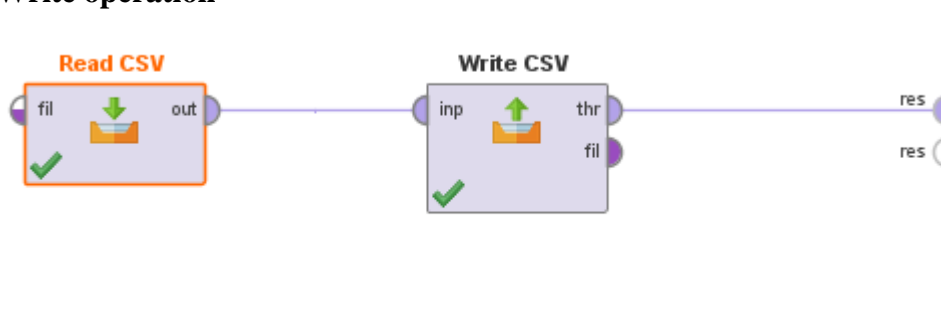 Write operation
Read CSV
Write CSV
fil
out
inp
thr
res
fil
res